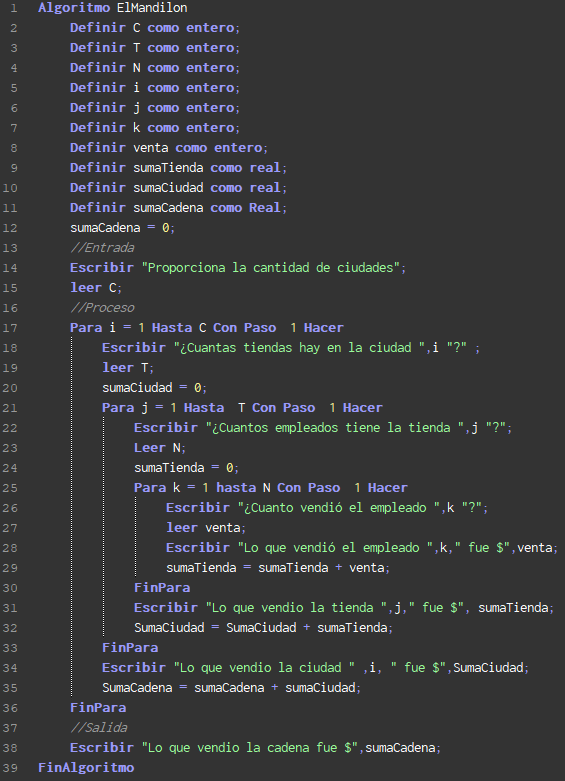 1 Algoritmo ElMandilon
2 Definir C como entero;
3 Definir T como entero;
4 Definir N como entero;
5 Definir i como entero;
6 Definir j como entero;
7 Definir k como entero;
8 Definir venta como entero;
9 Definir sumaTienda como real;
10 Definir sumaCiudad como real;
11 Definir sumaCadena como Real;
12 sumaCadena = 0;
13 //Entrada
14 Escribir "Proporciona la cantidad de ciudades";
15 leer C;
16 //Proceso
17 Para i = 1 Hasta C Con Paso 1 Hacer
18 Escribir "¿Cuantas tiendas hay en la ciudad ",i "?" ;
19 leer T;
20 sumaCiudad = 0;
21 Para j = 1 Hasta T Con Paso 1 Hacer
22 Escribir "¿Cuantos empleados tiene la tienda ",j "?";
23 Leer N;
24 sumaTienda = 0;
25 Para k = 1 hasta N Con Paso 1 Hacer
26 Escribir "¿Cuanto vendió el empleado ",k "?";
27 leer venta;
28 Escribir "Lo que vendió el empleado ",k," fue $",venta;
29 sumaTienda = sumaTienda + venta;
30 FinPara
31 Escribir "Lo que vendio la tienda ",j," fue $", sumaTienda;
32 SumaCiudad = SumaCiudad + sumaTienda;
33 FinPara
34 Escribir "Lo que vendio la ciudad " ,i, " fue $",SumaCiudad;
35 SumaCadena = sumaCadena + sumaCiudad;
36 FinPara
37 //Salida
38 Escribir "Lo que vendio la cadena fue $",sumaCadena;
39 FinAlgoritmo